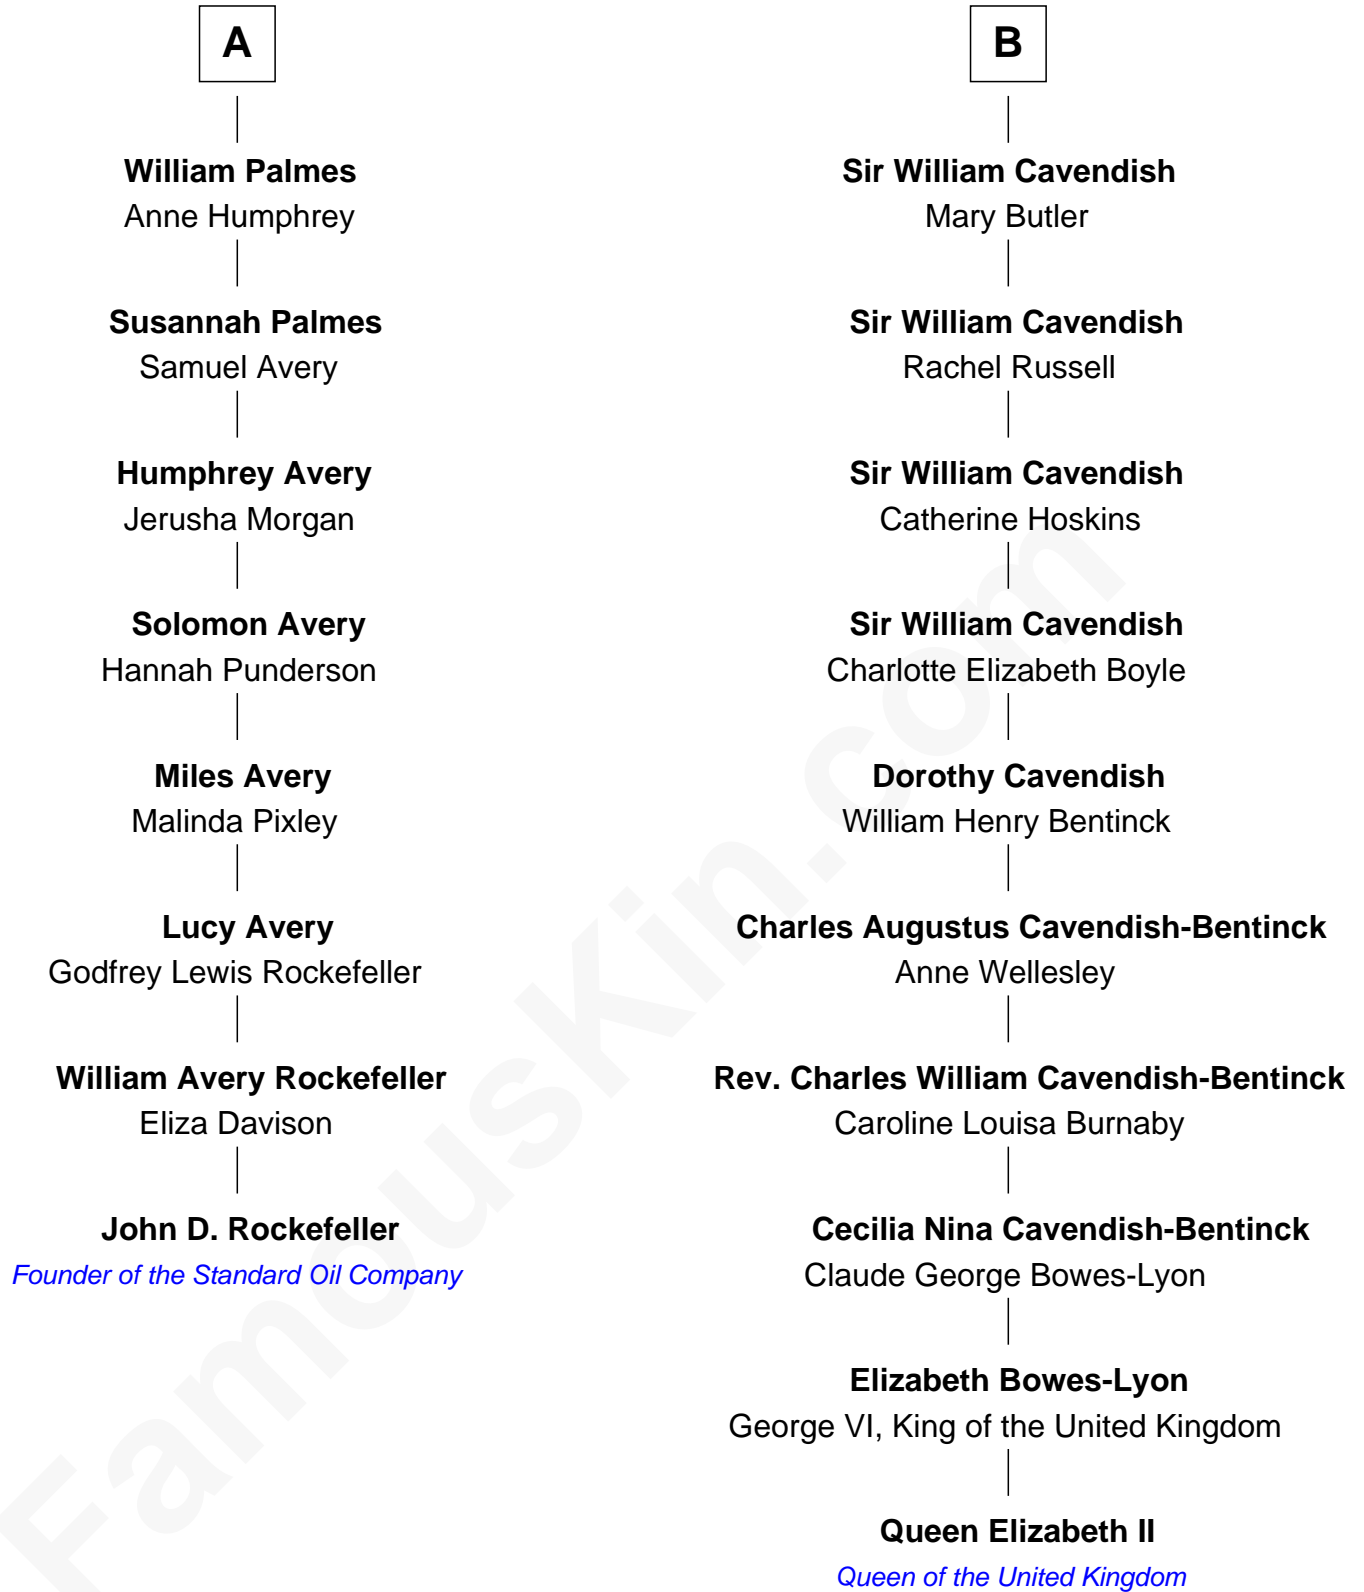 A
William Palmes
Anne Humphrey
Susannah Palmes
Samuel Avery
Humphrey Avery
Jerusha Morgan
Solomon Avery
Hannah Punderson
Miles Avery
Malinda Pixley
Lucy Avery
Godfrey Lewis Rockefeller
William Avery Rockefeller
Eliza Davison
John D. Rockefeller
Founder of the Standard Oil Company
B
Sir William Cavendish
Mary Butler
Sir William Cavendish
Rachel Russell
Sir William Cavendish
Catherine Hoskins
Sir William Cavendish
Charlotte Elizabeth Boyle
Dorothy Cavendish
William Henry Bentinck
Charles Augustus Cavendish-Bentinck
Anne Wellesley
Rev. Charles William Cavendish-Bentinck
Caroline Louisa Burnaby
Cecilia Nina Cavendish-Bentinck
Claude George Bowes-Lyon
Elizabeth Bowes-Lyon
George VI, King of the United Kingdom
Queen Elizabeth II
Queen of the United Kingdom
FamousKin.com